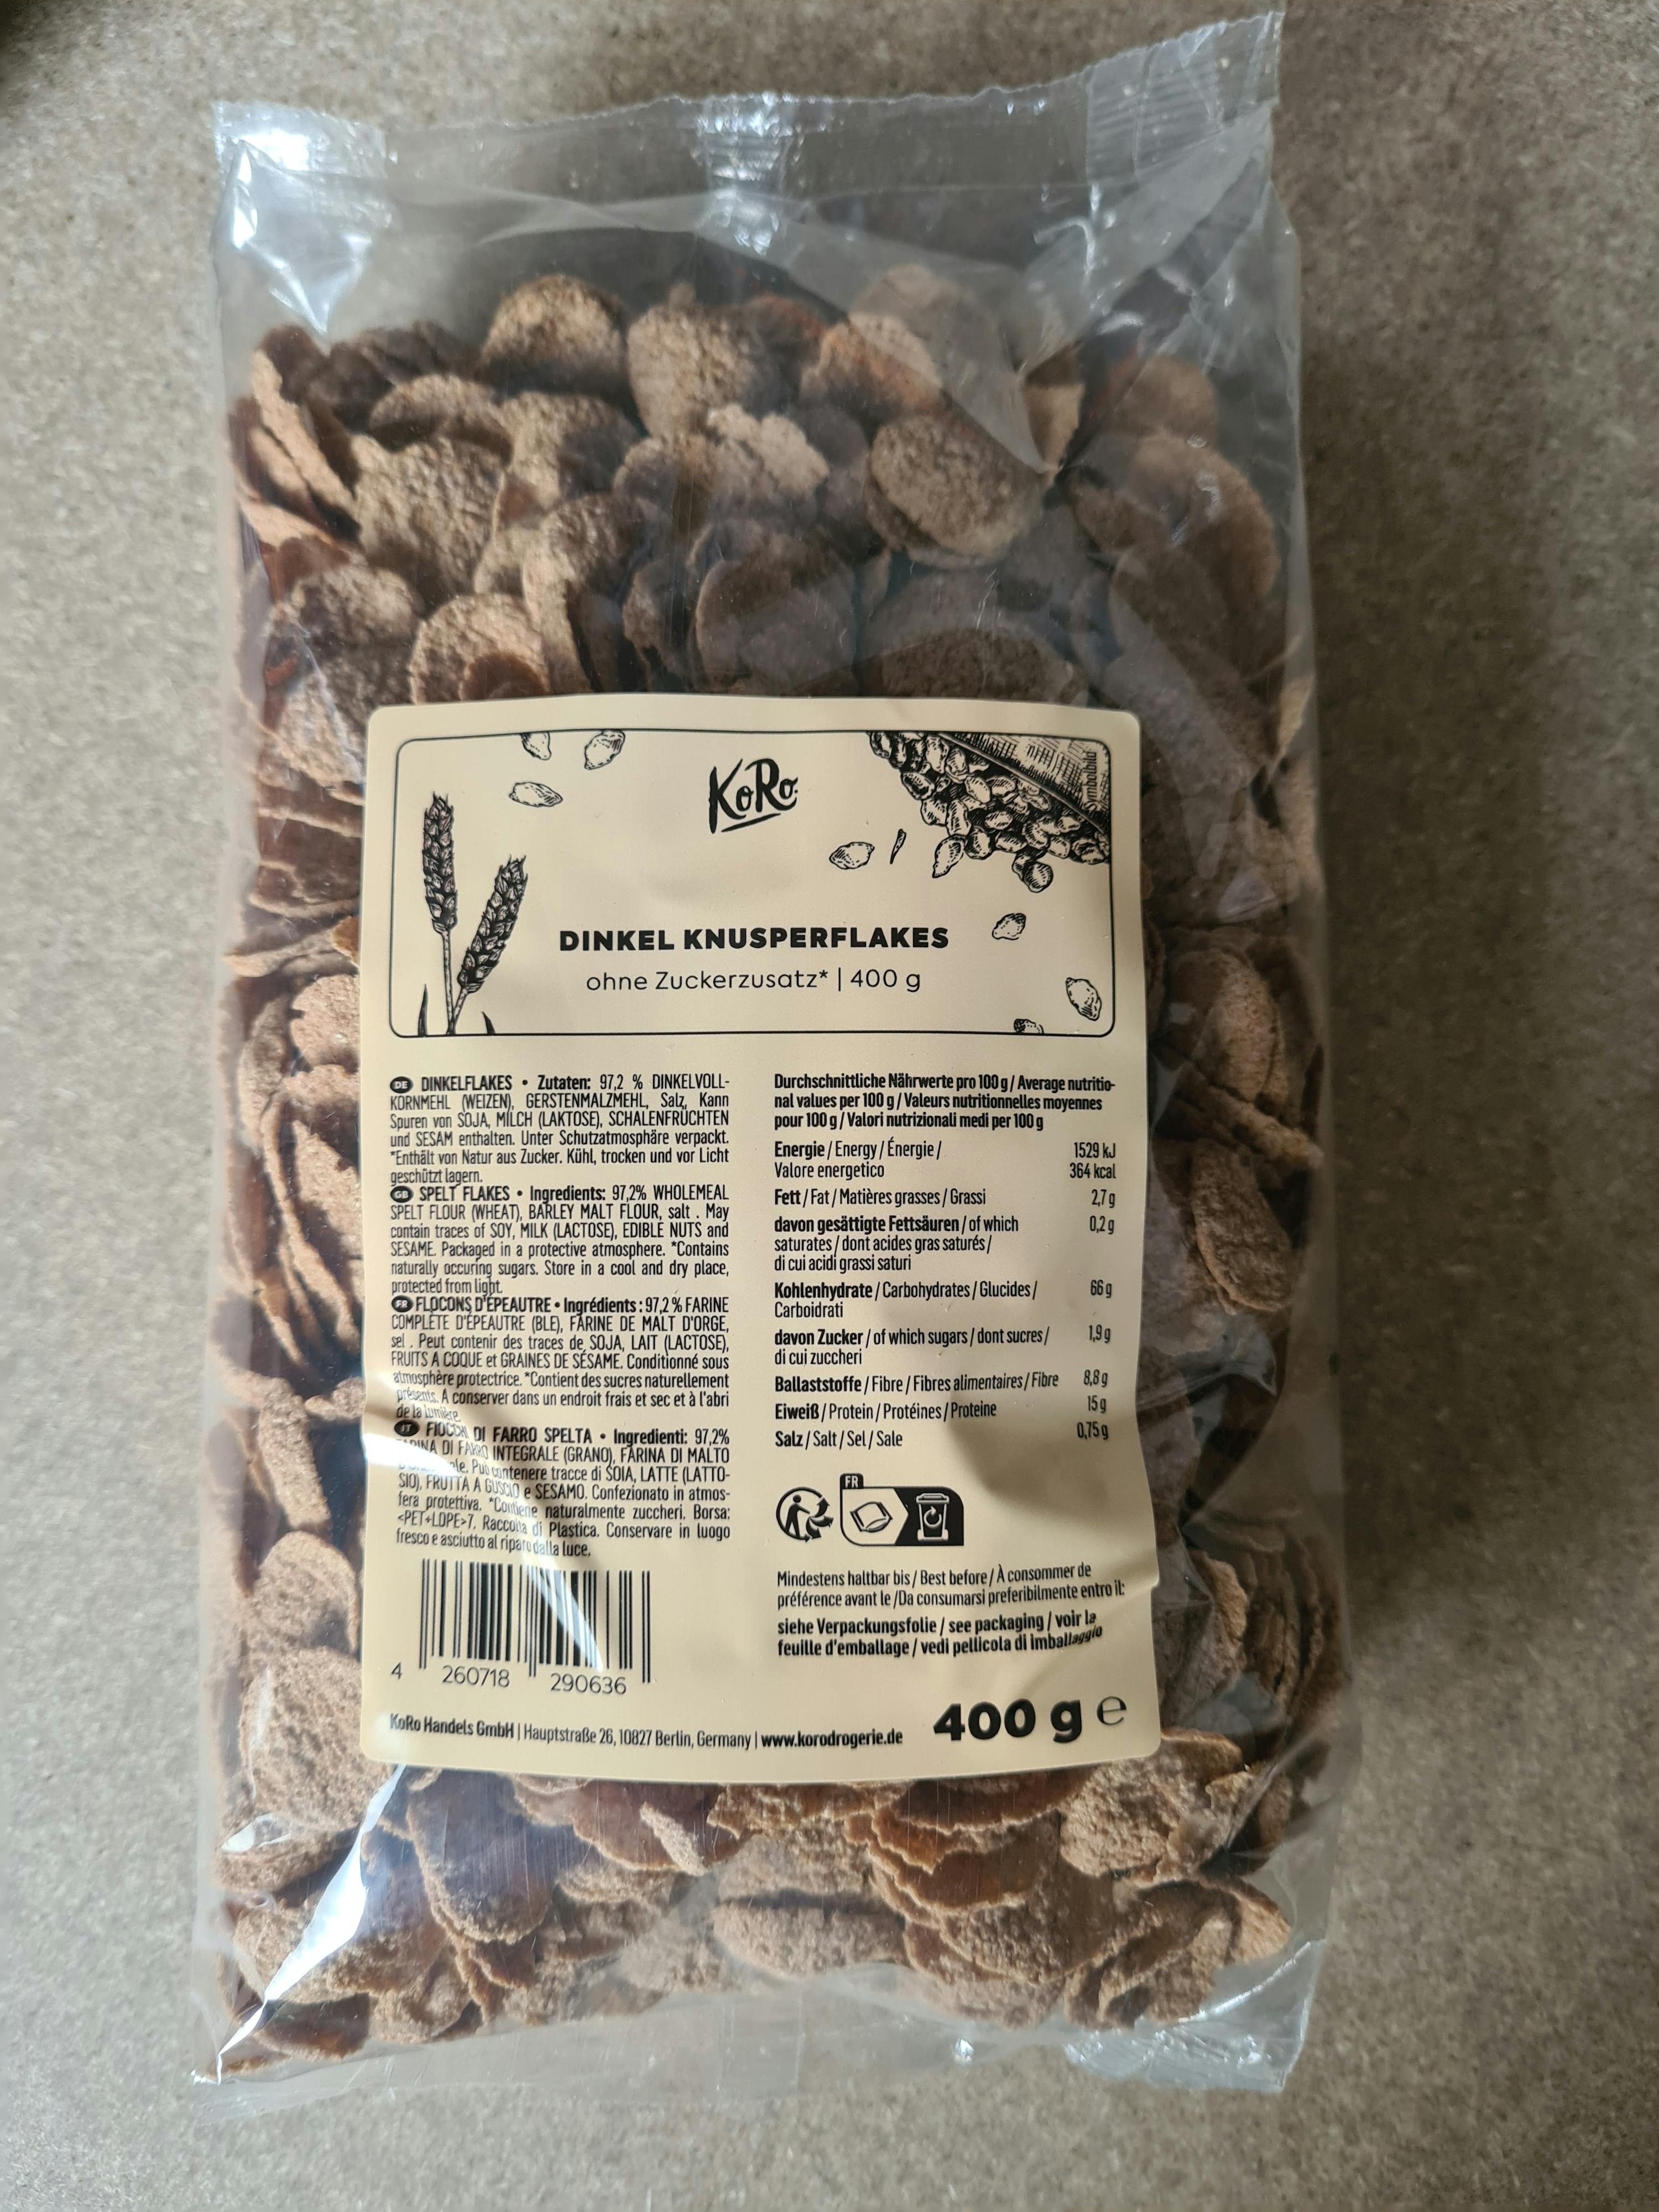 KoRo
Symbolbild
DINKEL KNUSPERFLAKES
ohne Zuckerzusatz* | 400 g
DE DINKELFLAKES • Zutaten: 97,2 % DINKELVOLL-
KORNMEHL (WEIZEN), GERSTENMALZMEHL, Salz, Kann
Spuren von SOJA, MILCH (LAKTOSE), SCHALENFRÜCHTEN
und SESAM enthalten. Unter Schutzatmosphäre verpackt.
*Enthält von Natur aus Zucker. Kühl, trocken und vor Licht
geschützt lagern.
GB SPELT FLAKES • Ingredients: 97,2% WHOLEMEAL
SPELT FLOUR (WHEAT), BARLEY MALT FLOUR, salt . May
contain traces of SOY, MILK (LACTOSE), EDIBLE NUTS and
SESAME. Packaged in a protective atmosphere. *Contains
naturally occuring sugars. Store in a cool and dry place,
protected from light.
FR FLOCONS D'ÉPEAUTRE • Ingrédients : 97,2 % FARINE
COMPLÈTE D'ÉPEAUTRE (BLE), FARINE DE MALT D'ORGE,
sel . Peut contenir des traces de SOJA, LAIT (LACTOSE),
FRUITS A COQUE et GRAINES DE SÉSAME. Conditionné sous
atmosphère protectrice. *Contient des sucres naturellement
présents. A conserver dans un endroit frais et sec et à l'abri
de la lumière.
IT FIOCCHI DI FARRO SPELTA • Ingredienti: 97,2%
FARINA DI FARRO INTEGRALE (GRANO), FARINA DI MALTO
Può contenere tracce di SOIA, LATTE (LATTO-
SIO), FRUTTA A GUSCIO e SESAMO. Confezionato in atmos-
fera protettiva. *Contiene naturalmente zuccheri. Borsa:
<PET+LDPE>7. Raccolta di Plastica. Conservare in luogo
fresco e asciutto al riparo dalla luce.
4 260718 290636
Durchschnittliche Nährwerte pro 100 g / Average nutritio-
nal values per 100 g / Valeurs nutritionnelles moyennes
pour 100 g / Valori nutrizionali medi per 100 g
Energie / Energy / Énergie / 1529 kJ
Valore energetico 364 kcal
Fett / Fat / Matières grasses / Grassi 2,7 g
davon gesättigte Fettsäuren / of which 0,2 g
saturates / dont acides gras saturés /
di cui acidi grassi saturi
Kohlenhydrate / Carbohydrates / Glucides / 66 g
Carboidrati
davon Zucker / of which sugars / dont sucres / 1,9 g
di cui zuccheri
Ballaststoffe / Fibre / Fibres alimentaires / Fibre 8,8 g
Eiweiß / Protein / Protéines / Proteine 15 g
Salz / Salt / Sel / Sale 0,75 g
FR
Mindestens haltbar bis / Best before / À consommer de
préférence avant le /Da consumarsi preferibilmente entro il:
siehe Verpackungsfolie / see packaging / voir la
feuille d'emballage / vedi pellicola di imballaggio
KoRo Handels GmbH | Hauptstraße 26, 10827 Berlin, Germany | www.korodrogerie.de
400 g e